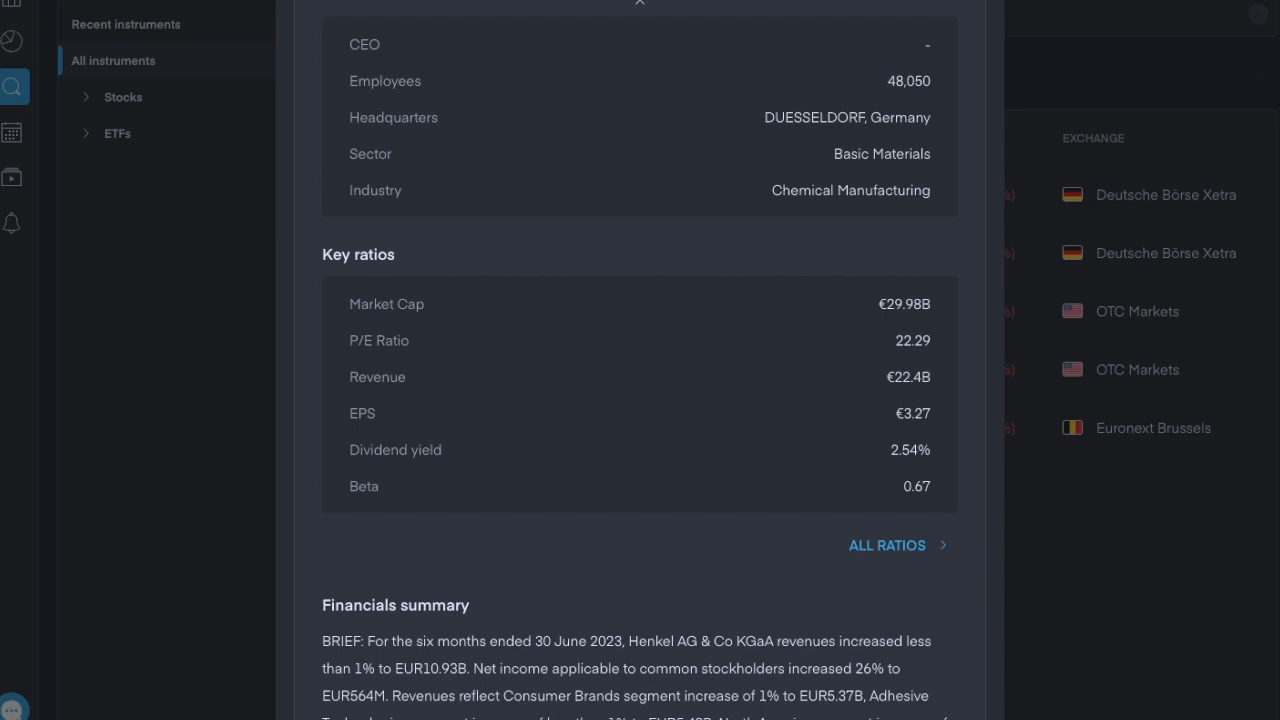 Recent instruments
All instruments
Stocks
ETFs
CEO -
Employees 48,050
Headquarters DUESSELDORF, Germany
Sector Basic Materials
Industry Chemical Manufacturing
Key ratios
Market Cap €29.98B
P/E Ratio 22.29
Revenue €22.4B
EPS €3.27
Dividend yield 2.54%
Beta 0.67
ALL RATIOS
Financials summary
BRIEF: For the six months ended 30 June 2023, Henkel AG & Co KGaA revenues increased less
than 1% to EUR10.93B. Net income applicable to common stockholders increased 26% to
EUR564M. Revenues reflect Consumer Brands segment increase of 1% to EUR5.37B, Adhesive
EXCHANGE
%) Deutsche Börse Xetra
%) Deutsche Börse Xetra
%) OTC Markets
%) OTC Markets
%) Euronext Brussels